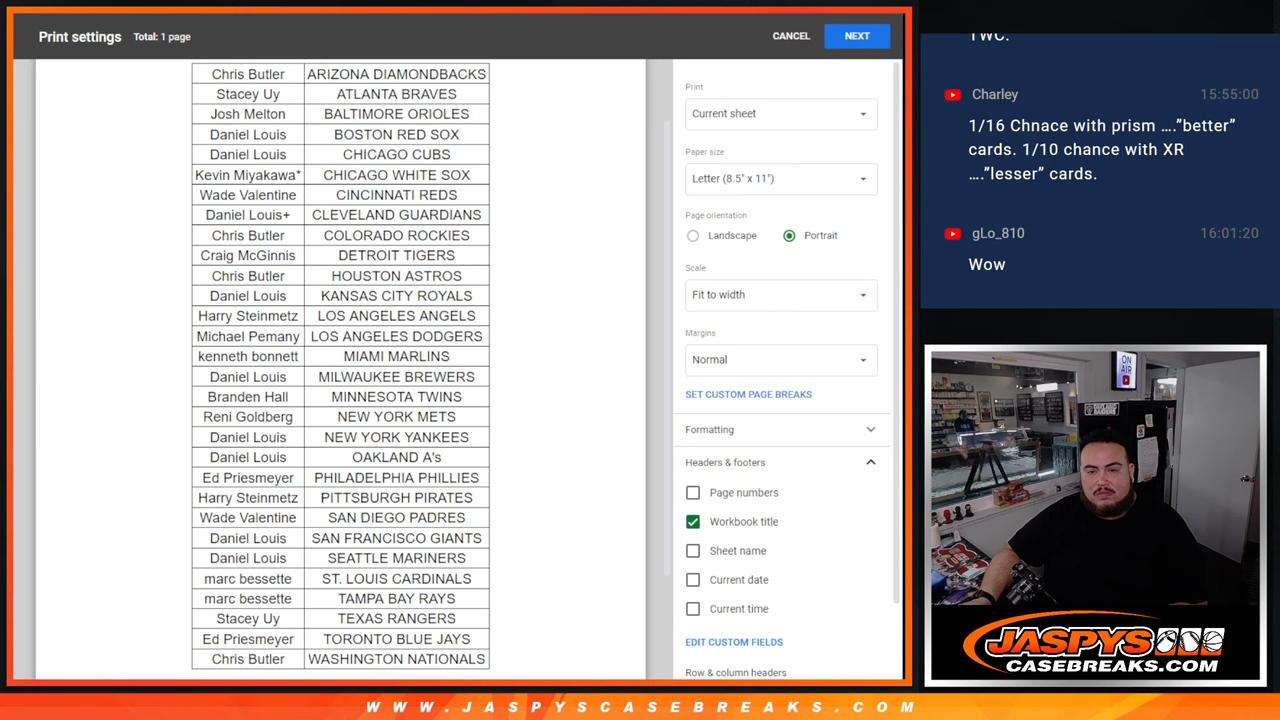 Print settings Total: 1 page
CANCEL NEXT
Chris Butler ARIZONA DIAMONDBACKS
Stacey Uy ATLANTA BRAVES
Josh Melton BALTIMORE ORIOLES
Daniel Louis BOSTON RED SOX
Daniel Louis CHICAGO CUBS
Kevin Miyakawa* CHICAGO WHITE SOX
Wade Valentine CINCINNATI REDS
Daniel Louis+ CLEVELAND GUARDIANS
Chris Butler COLORADO ROCKIES
Craig McGinnis DETROIT TIGERS
Chris Butler HOUSTON ASTROS
Daniel Louis KANSAS CITY ROYALS
Harry Steinmetz LOS ANGELES ANGELS
Michael Pemany LOS ANGELES DODGERS
kenneth bonnett MIAMI MARLINS
Daniel Louis MILWAUKEE BREWERS
Branden Hall MINNESOTA TWINS
Reni Goldberg NEW YORK METS
Daniel Louis NEW YORK YANKEES
Daniel Louis OAKLAND A's
Ed Priesmeyer PHILADELPHIA PHILLIES
Harry Steinmetz PITTSBURGH PIRATES
Wade Valentine SAN DIEGO PADRES
Daniel Louis SAN FRANCISCO GIANTS
Daniel Louis SEATTLE MARINERS
marc bessette ST. LOUIS CARDINALS
marc bessette TAMPA BAY RAYS
Stacey Uy TEXAS RANGERS
Ed Priesmeyer TORONTO BLUE JAYS
Chris Butler WASHINGTON NATIONALS
Print
Current sheet
Paper size
Letter (8.5" x 11")
Page orientation
Landscape Portrait
Scale
Fit to width
Margins
Normal
SET CUSTOM PAGE BREAKS
Formatting
Headers & footers
Page numbers
Workbook title
Sheet name
Current date
Current time
EDIT CUSTOM FIELDS
Row & column headers
TWC.
Charley 15:55:00
1/16 Chnace with prism ….”better”
cards. 1/10 chance with XR
….”lesser” cards.
gLo_810 16:01:20
Wow
ON
AIR
JASPYS
CASEBREAKS.COM
WWW.JASPYSCASEBREAKS.COM